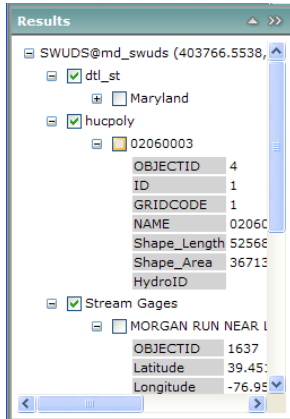 Results
SWUDS@md_swuds (403766.5538,
dtl_st
Maryland
hucpoly
02060003
OBJECTID 4
ID 1
GRIDCODE 1
NAME 02060
Shape_Length 52568
Shape_Area 36713
HydroID
Stream Gages
MORGAN RUN NEAR L
OBJECTID 1637
Latitude 39.45
Longitude -76.95